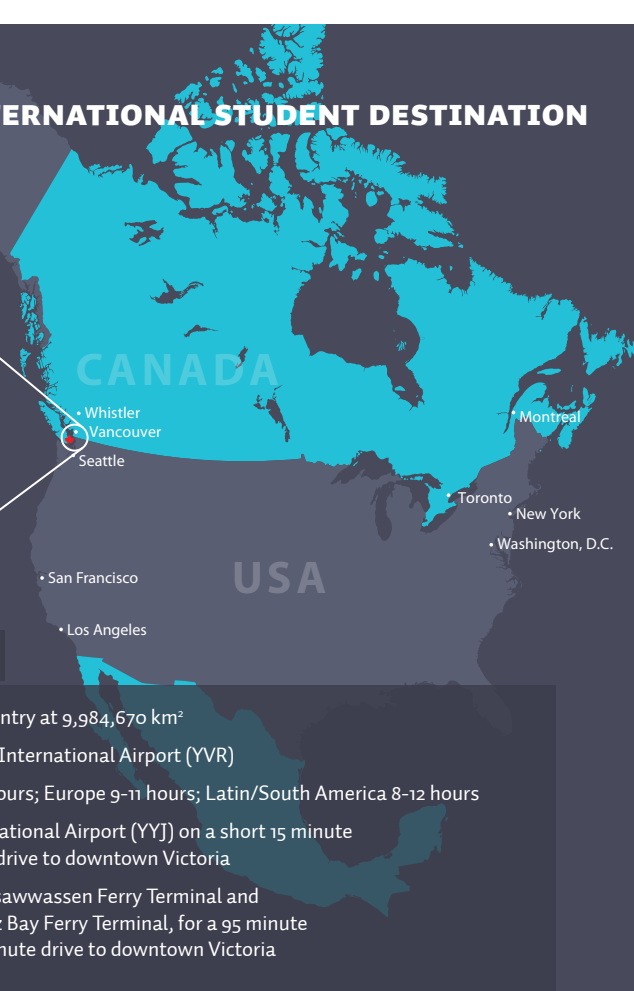 ERNATIONAL STUDENT DESTINATION
CANADA
Whistler
Vancouver
Seattle
Montreal
Toronto
New York
Washington, D.C.
San Francisco
USA
Los Angeles
ntry at 9,984,670 km²
International Airport (YVR)
ours; Europe 9-11 hours; Latin/South America 8-12 hours
ational Airport (YYJ) on a short 15 minute
drive to downtown Victoria
sawwassen Ferry Terminal and
z Bay Ferry Terminal, for a 95 minute
nute drive to downtown Victoria